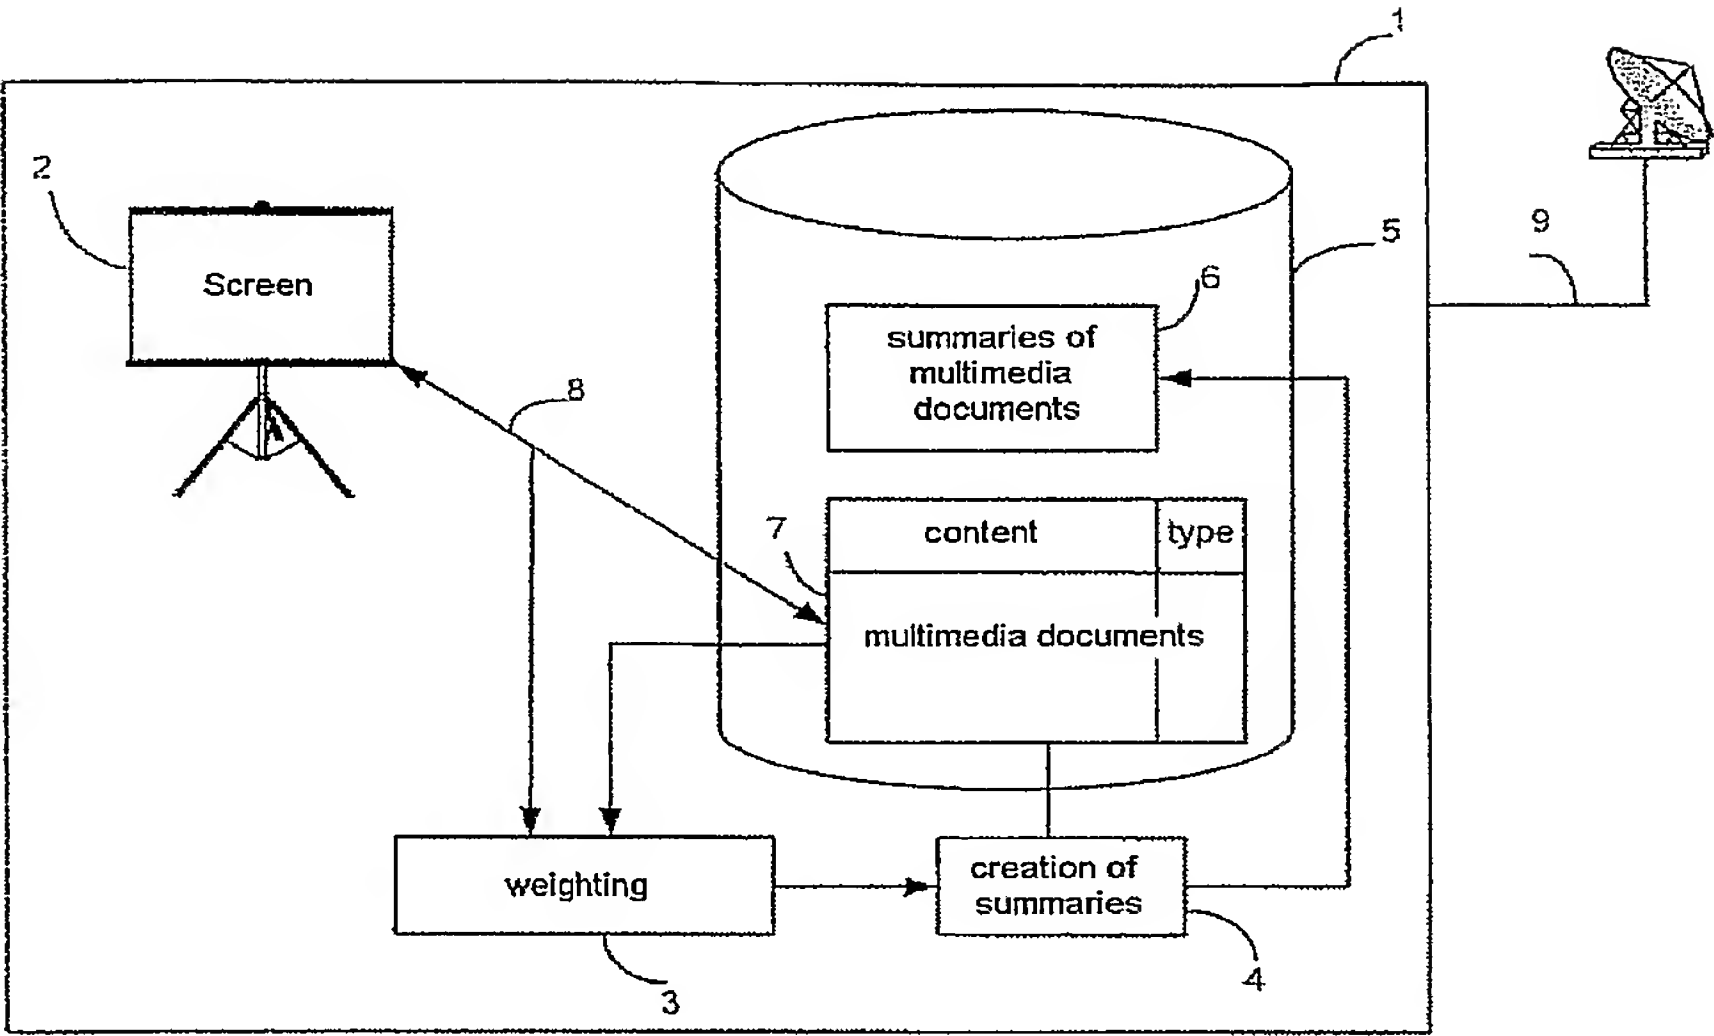 1
2
9
5
Screen
6
summaries of
multimedia
documents
8
7
content type
multimedia documents
weighting
creation of
summaries
3
4